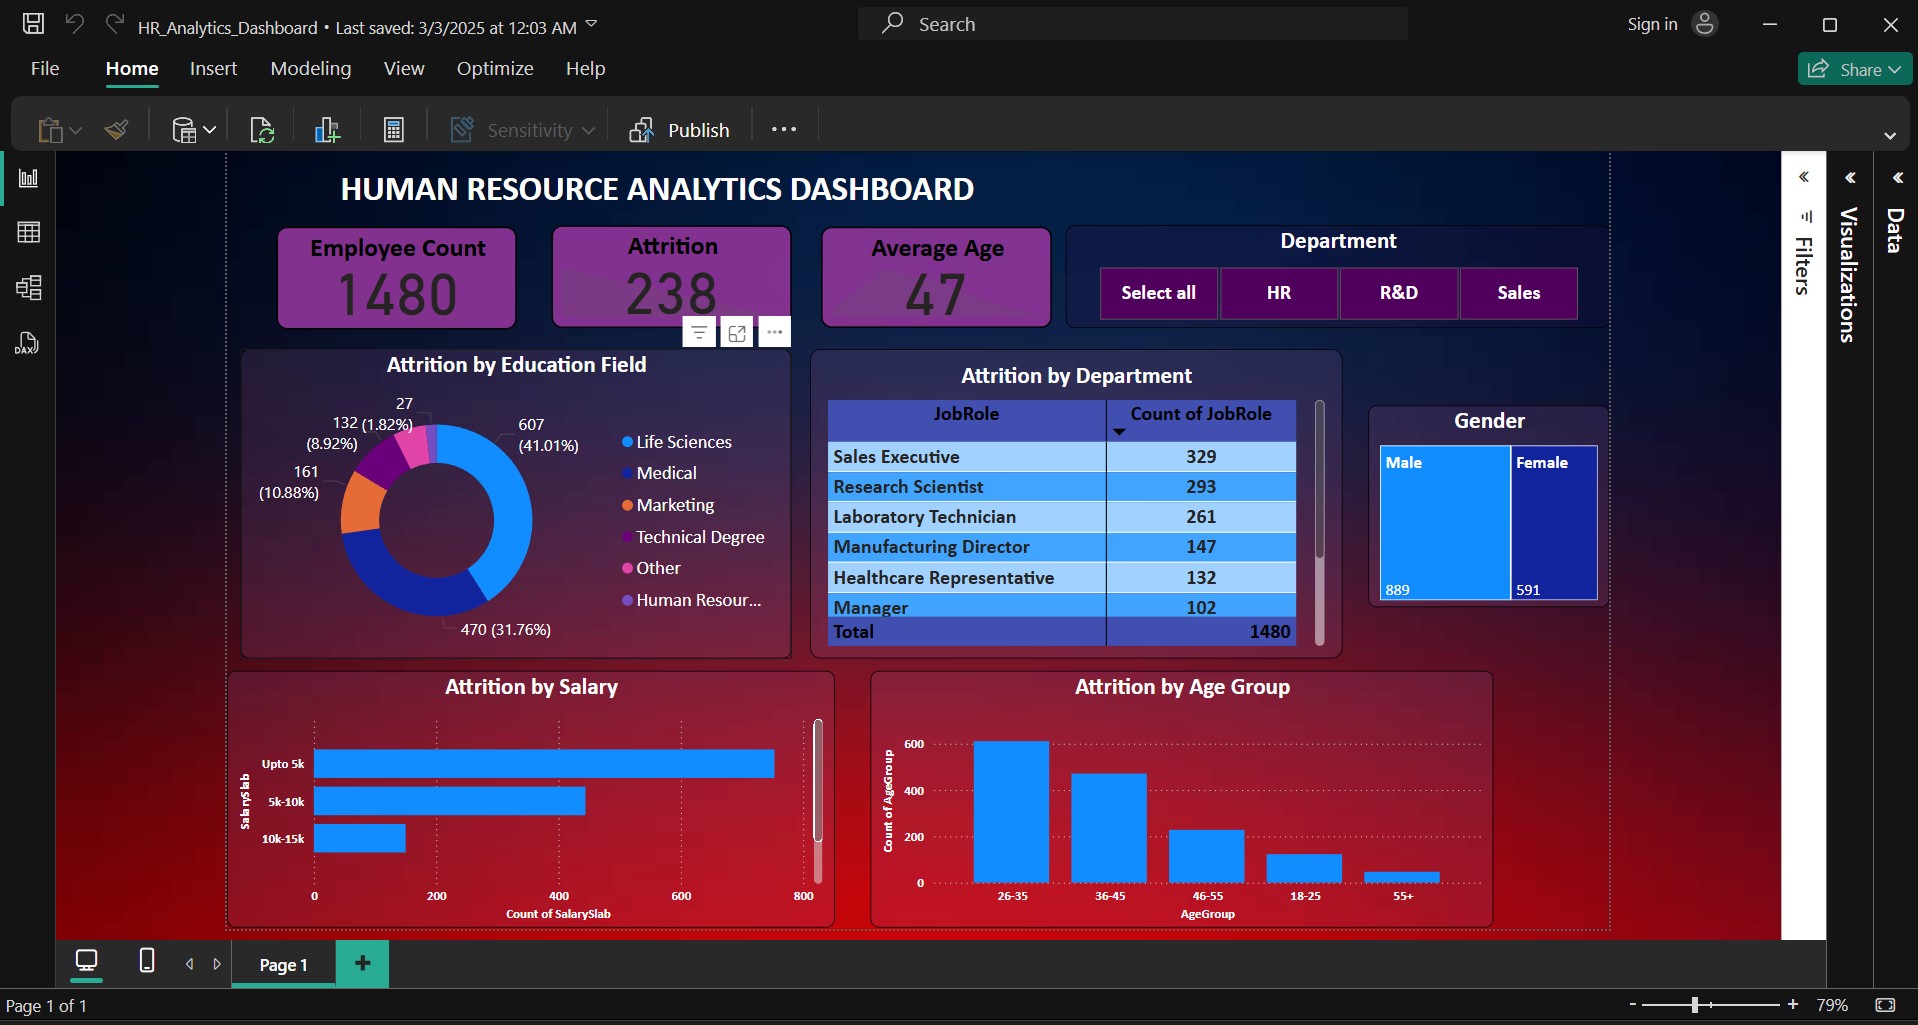 HR_Analytics_Dashboard • Last saved: 3/3/2025 at 12:03 AM
Search
Sign in
File
Home
Insert
Modeling
View
Optimize
Help
Share
Sensitivity
Publish
DAX
HUMAN RESOURCE ANALYTICS DASHBOARD
Employee Count
1480
Attrition
238
Average Age
47
Department
Select all
HR
R&D
Sales
Filters
Visualizations
Data
Attrition by Education Field
27
(1.82%)
132
(8.92%)
161
(10.88%)
607
(41.01%)
470 (31.76%)
Life Sciences
Medical
Marketing
Technical Degree
Other
Human Resour...
Attrition by Department
JobRole Count of JobRole
Sales Executive 329
Research Scientist 293
Laboratory Technician 261
Manufacturing Director 147
Healthcare Representative 132
Manager 102
Total 1480
Gender
Male
889
Female
591
Attrition by Salary
SalarySlab
Upto 5k
5k-10k
10k-15k
0 200 400 600 800
Count of SalarySlab
Attrition by Age Group
Count of AgeGroup
600
400
200
0
26-35 36-45 46-55 18-25 55+
AgeGroup
Page 1
Page 1 of 1
79%